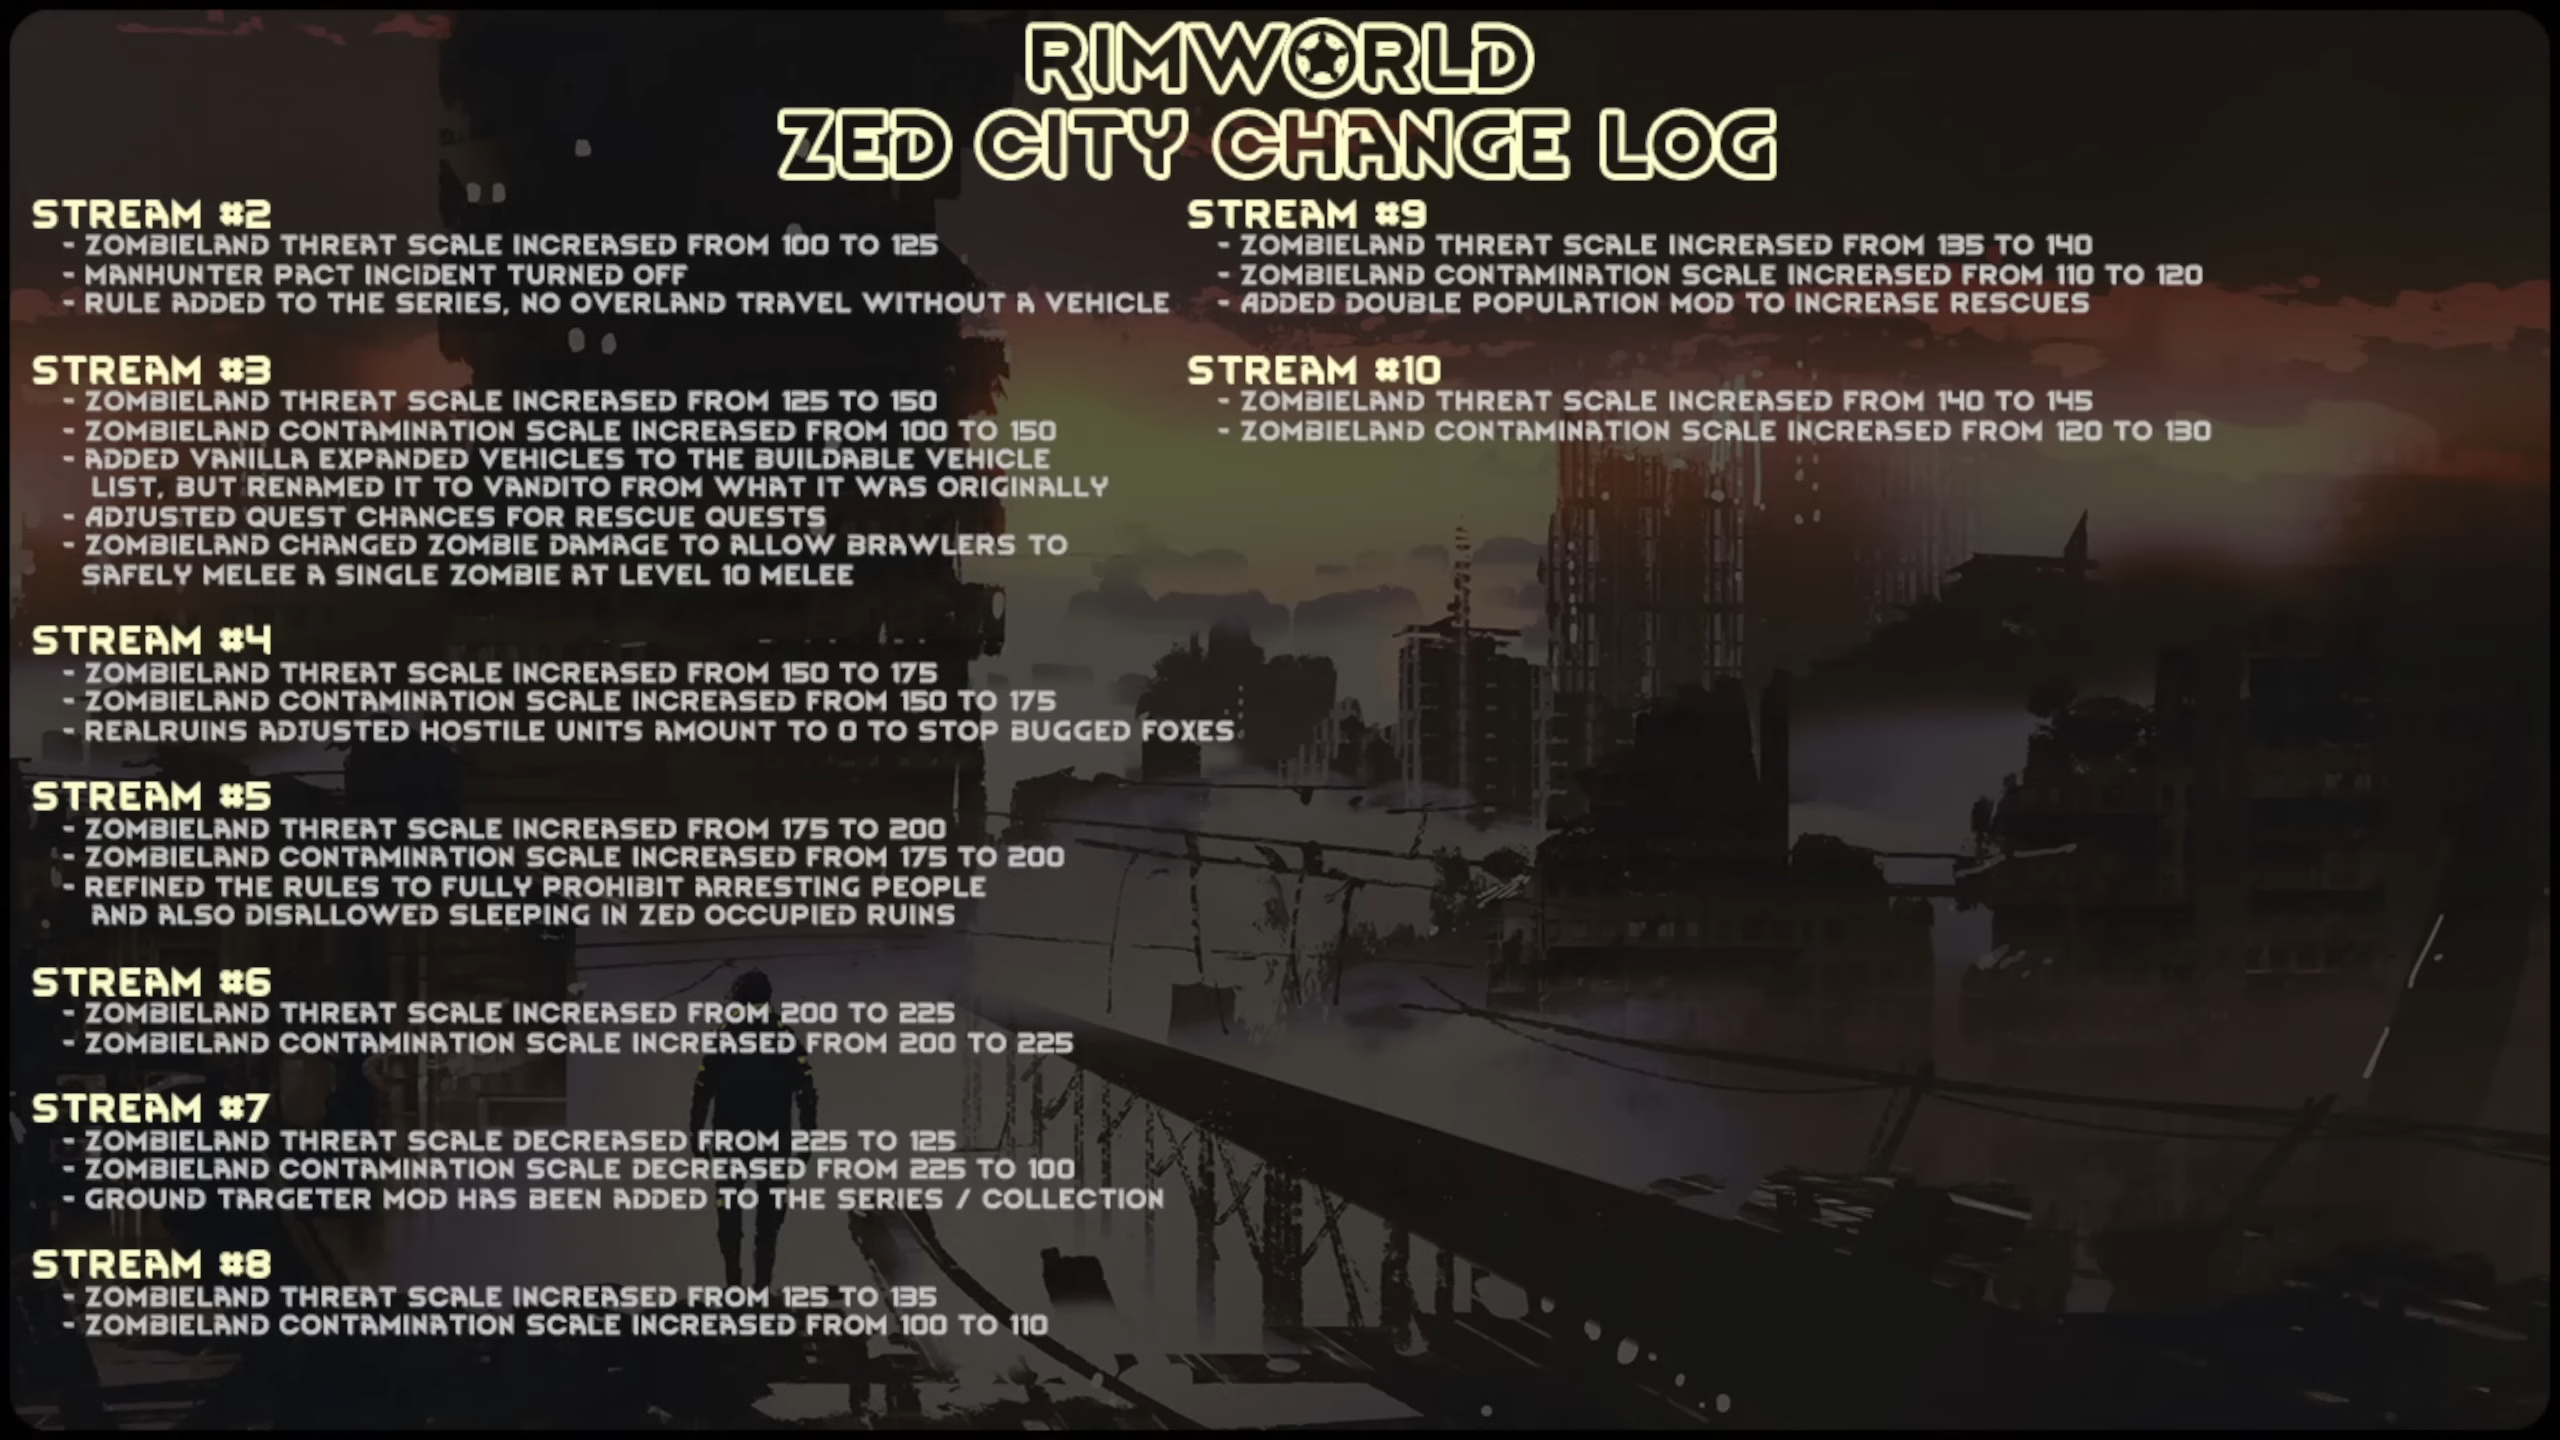 RIMWORLD
ZED CITY CHANGE LOG
STREAM #2
- ZOMBIELAND THREAT SCALE INCREASED FROM 100 TO 125
- MANHUNTER PACT INCIDENT TURNED OFF
- RULE ADDED TO THE SERIES, NO OVERLAND TRAVEL WITHOUT A VEHICLE
STREAM #3
- ZOMBIELAND THREAT SCALE INCREASED FROM 125 TO 150
- ZOMBIELAND CONTAMINATION SCALE INCREASED FROM 100 TO 150
- ADDED VANILLA EXPANDED VEHICLES TO THE BUILDABLE VEHICLE
LIST, BUT RENAMED IT TO VANDITO FROM WHAT IT WAS ORIGINALLY
- ADJUSTED QUEST CHANCES FOR RESCUE QUESTS
- ZOMBIELAND CHANGED ZOMBIE DAMAGE TO ALLOW BRAWLERS TO
SAFELY MELEE A SINGLE ZOMBIE AT LEVEL 10 MELEE
STREAM #4
- ZOMBIELAND THREAT SCALE INCREASED FROM 150 TO 175
- ZOMBIELAND CONTAMINATION SCALE INCREASED FROM 150 TO 175
- REALRUINS ADJUSTED HOSTILE UNITS AMOUNT TO 0 TO STOP BUGGED FOXES
STREAM #5
- ZOMBIELAND THREAT SCALE INCREASED FROM 175 TO 200
- ZOMBIELAND CONTAMINATION SCALE INCREASED FROM 175 TO 200
- REFINED THE RULES TO FULLY PROHIBIT ARRESTING PEOPLE
AND ALSO DISALLOWED SLEEPING IN ZED OCCUPIED RUINS
STREAM #6
- ZOMBIELAND THREAT SCALE INCREASED FROM 200 TO 225
- ZOMBIELAND CONTAMINATION SCALE INCREASED FROM 200 TO 225
STREAM #7
- ZOMBIELAND THREAT SCALE DECREASED FROM 225 TO 125
- ZOMBIELAND CONTAMINATION SCALE DECREASED FROM 225 TO 100
- GROUND TARGETER MOD HAS BEEN ADDED TO THE SERIES / COLLECTION
STREAM #8
- ZOMBIELAND THREAT SCALE INCREASED FROM 125 TO 135
- ZOMBIELAND CONTAMINATION SCALE INCREASED FROM 100 TO 110
STREAM #9
- ZOMBIELAND THREAT SCALE INCREASED FROM 135 TO 140
- ZOMBIELAND CONTAMINATION SCALE INCREASED FROM 110 TO 120
- ADDED DOUBLE POPULATION MOD TO INCREASE RESCUES
STREAM #10
- ZOMBIELAND THREAT SCALE INCREASED FROM 140 TO 145
- ZOMBIELAND CONTAMINATION SCALE INCREASED FROM 120 TO 130